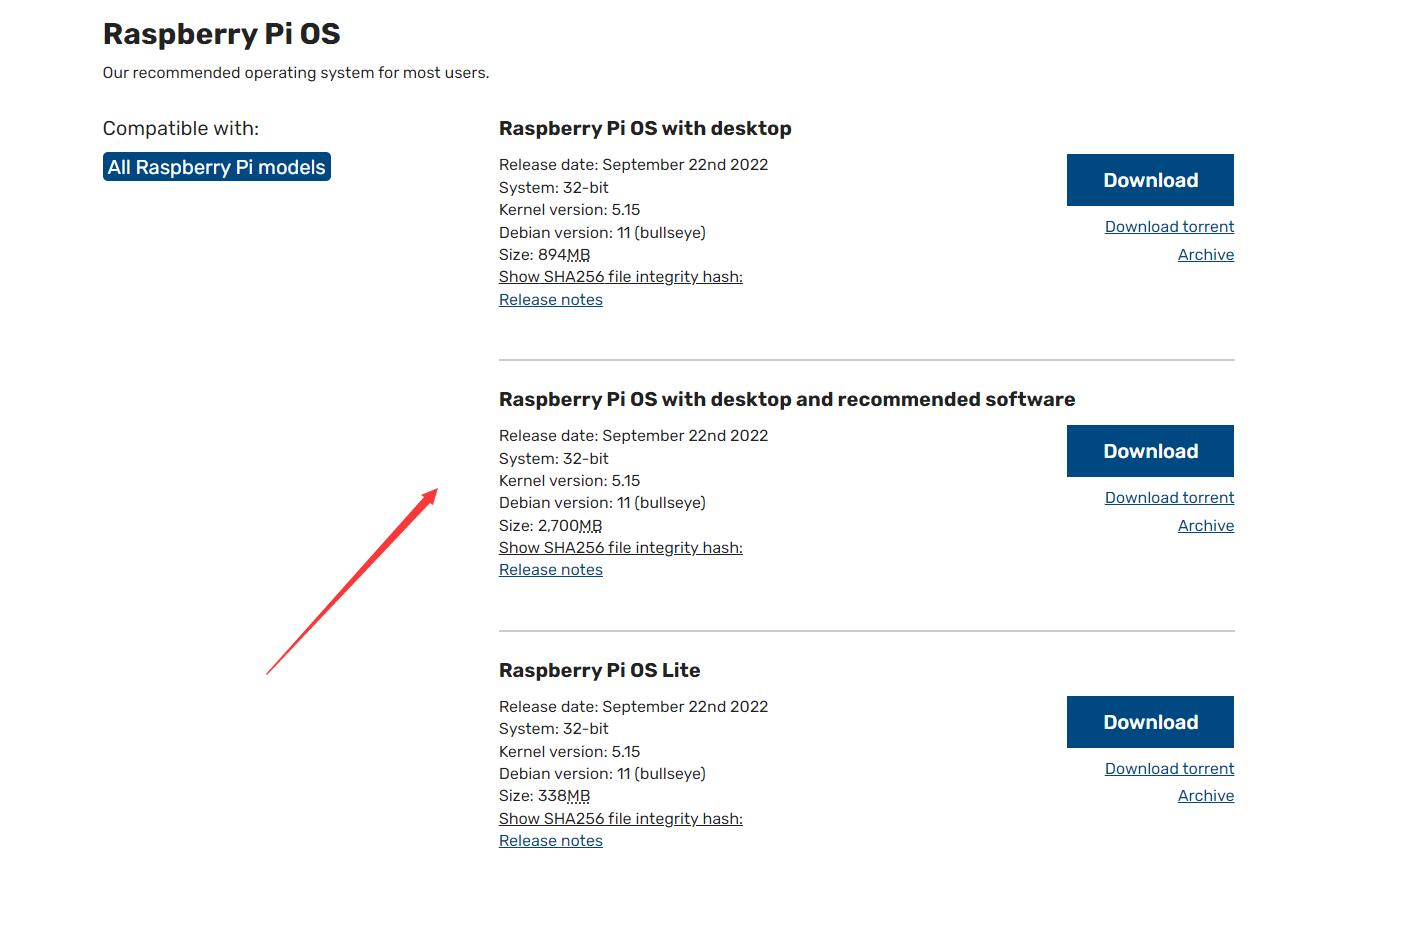 Raspberry Pi OS
Our recommended operating system for most users.
Compatible with:
All Raspberry Pi models
Raspberry Pi OS with desktop
Release date: September 22nd 2022
System: 32-bit
Kernel version: 5.15
Debian version: 11 (bullseye)
Size: 894MB
Show SHA256 file integrity hash:
Release notes
Download
Download torrent
Archive
Raspberry Pi OS with desktop and recommended software
Release date: September 22nd 2022
System: 32-bit
Kernel version: 5.15
Debian version: 11 (bullseye)
Size: 2,700MB
Show SHA256 file integrity hash:
Release notes
Download
Download torrent
Archive
Raspberry Pi OS Lite
Release date: September 22nd 2022
System: 32-bit
Kernel version: 5.15
Debian version: 11 (bullseye)
Size: 338MB
Show SHA256 file integrity hash:
Release notes
Download
Download torrent
Archive